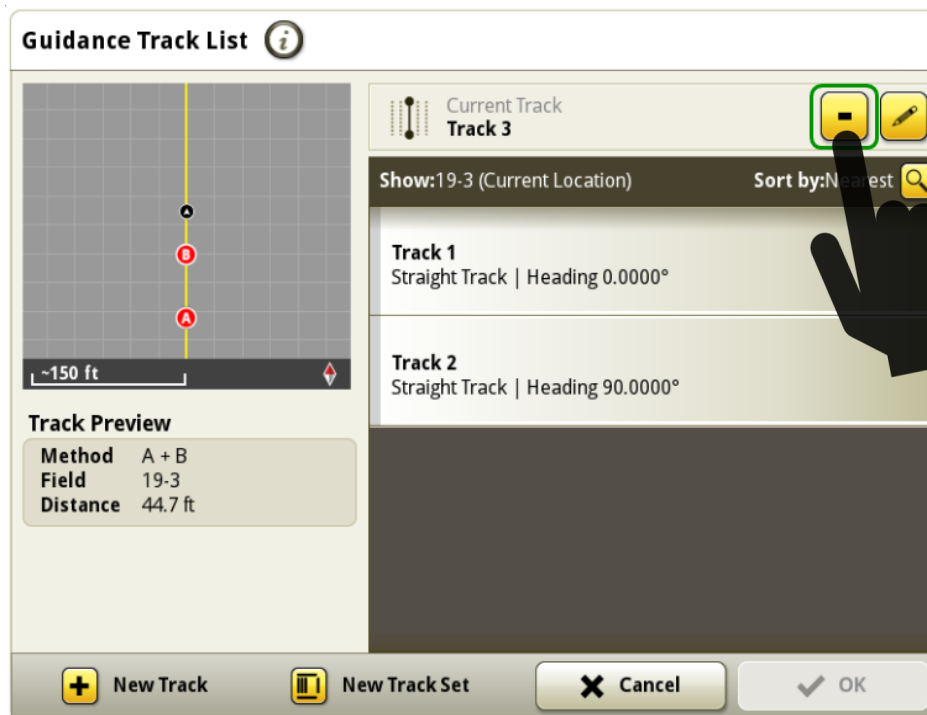 Guidance Track List i
Current Track
Track 3
Show:19-3 (Current Location) Sort by:Nearest
B
A
Track 1
Straight Track | Heading 0.0000°
Track 2
Straight Track | Heading 90.0000°
~150 ft
Track Preview
Method A + B
Field 19-3
Distance 44.7 ft
New Track
New Track Set
Cancel
OK